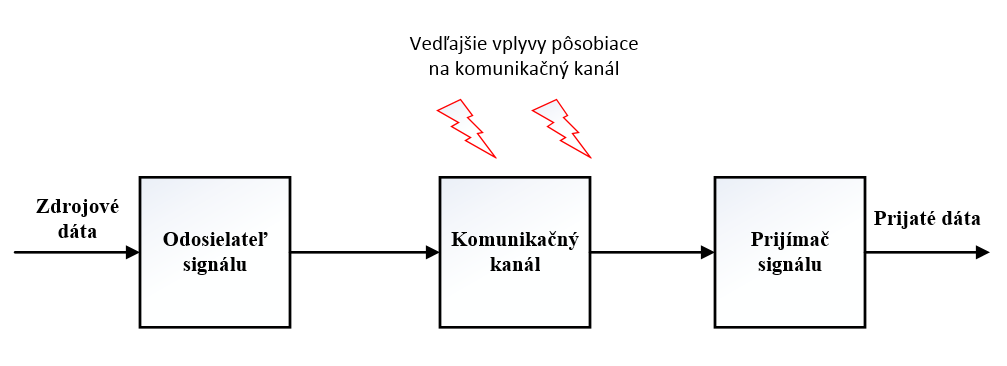 Vedľajšie vplyvy pôsobiace
na komunikačný kanál
Zdrojové
dáta
Odosielateľ
signálu
Komunikačný
kanál
Prijímač
signálu
Prijaté dáta